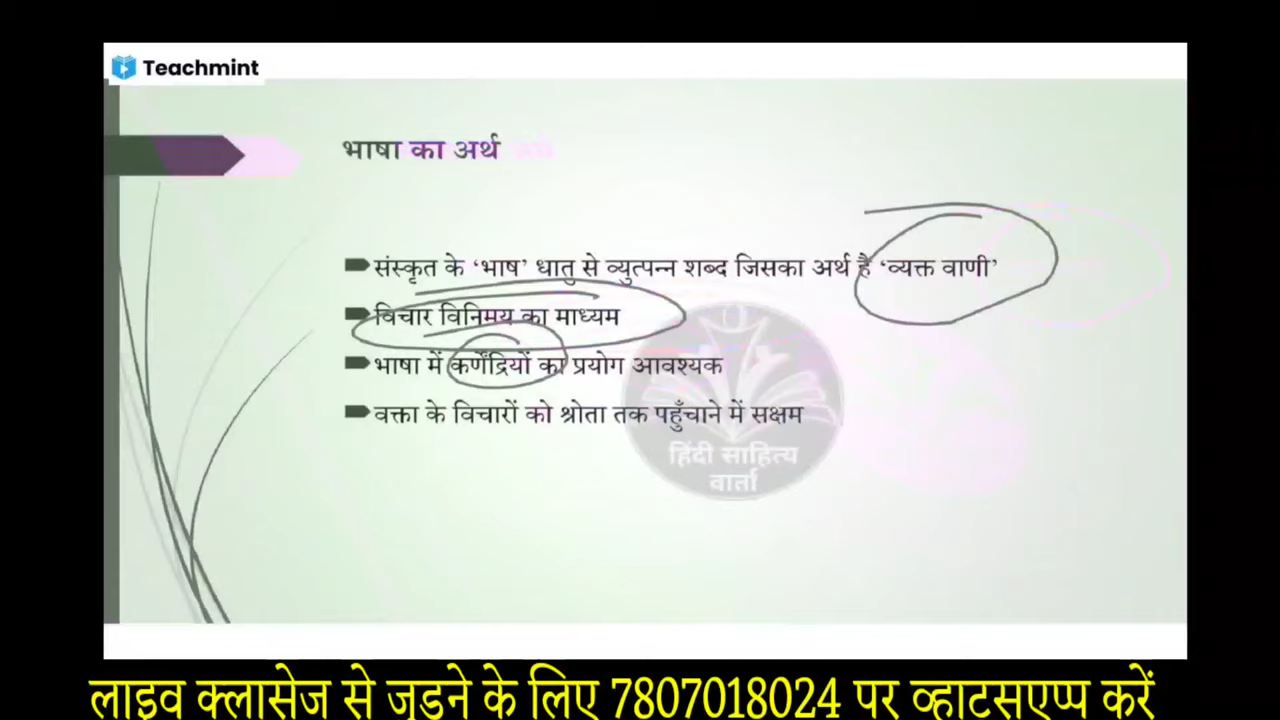 Teachmint
भाषा का अर्थ
संस्कृत के ‘भाष’ धातु से व्युत्पन्न शब्द जिसका अर्थ है ‘व्यक्त वाणी’
विचार विनिमय का माध्यम
भाषा में कर्णेंद्रियों का प्रयोग आवश्यक
वक्ता के विचारों को श्रोता तक पहुँचाने में सक्षम
हिंदी साहित्य
वार्ता
लाइव क्लासेज से जुड़ने के लिए 7807018024 पर व्हाटसएप्प करें